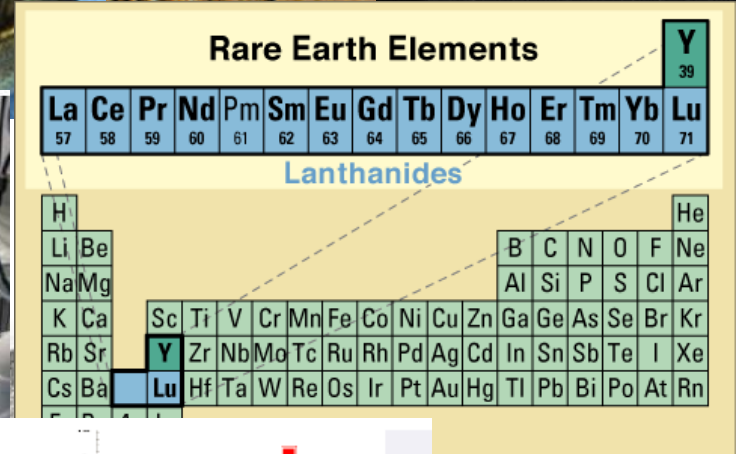 Rare Earth Elements
Y
39
La Ce Pr Nd Pm Sm Eu Gd Tb Dy Ho Er Tm Yb Lu
57 58 59 60 61 62 63 64 65 66 67 68 69 70 71
Lanthanides
H He
Li Be B C N O F Ne
Na Mg Al Si P S Cl Ar
K Ca Sc Ti V Cr Mn Fe Co Ni Cu Zn Ga Ge As Se Br Kr
Rb Sr Y Zr Nb Mo Tc Ru Rh Pd Ag Cd In Sn Sb Te I Xe
Cs Ba Lu Hf Ta W Re Os Ir Pt Au Hg Tl Pb Bi Po At Rn